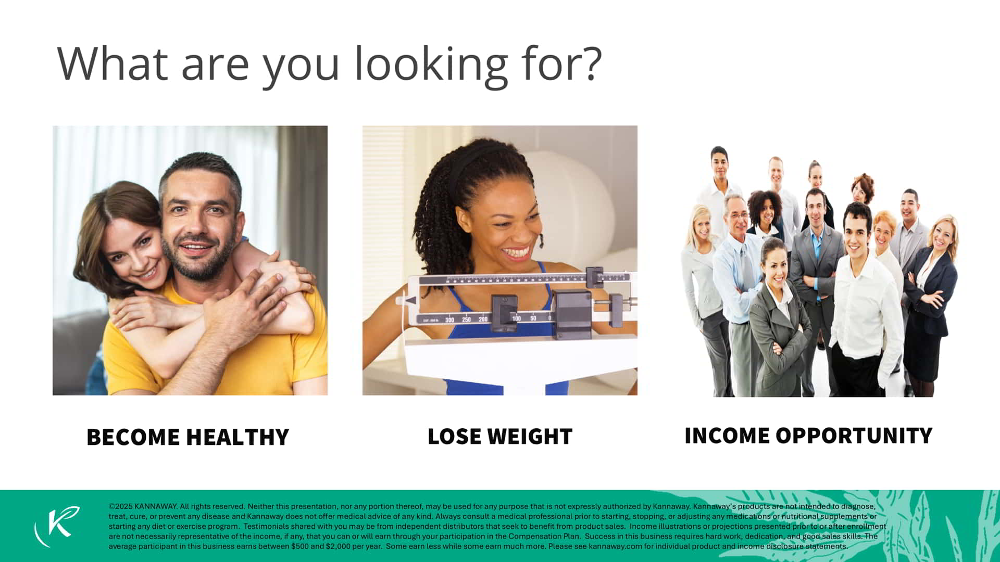 What are you looking for?
300 250 200 100 50 0
BECOME HEALTHY
LOSE WEIGHT
INCOME OPPORTUNITY
©2025 KANNAWAY. All rights reserved. Neither this presentation, nor any portion thereof, may be used for any purpose that is not expressly authorized by Kannaway. Kannaway's products are not intended to diagnose,
treat, cure, or prevent any disease and Kannaway does not offer medical advice of any kind. Always consult a medical professional prior to starting, stopping, or adjusting any medications or nutritional supplements or
starting any diet or exercise program. Testimonials shared with you may be from independent distributors that seek to benefit from product sales. Income illustrations or projections presented prior to or after enrollment
are not necessarily representative of the income, if any, that you can or will earn through your participation in the Compensation Plan. Success in this business requires hard work, dedication, and good sales skills. The
average participant in this business earns between $500 and $2,000 per year. Some earn less while some earn much more. Please see kannaway.com for individual product and income disclosure statements.